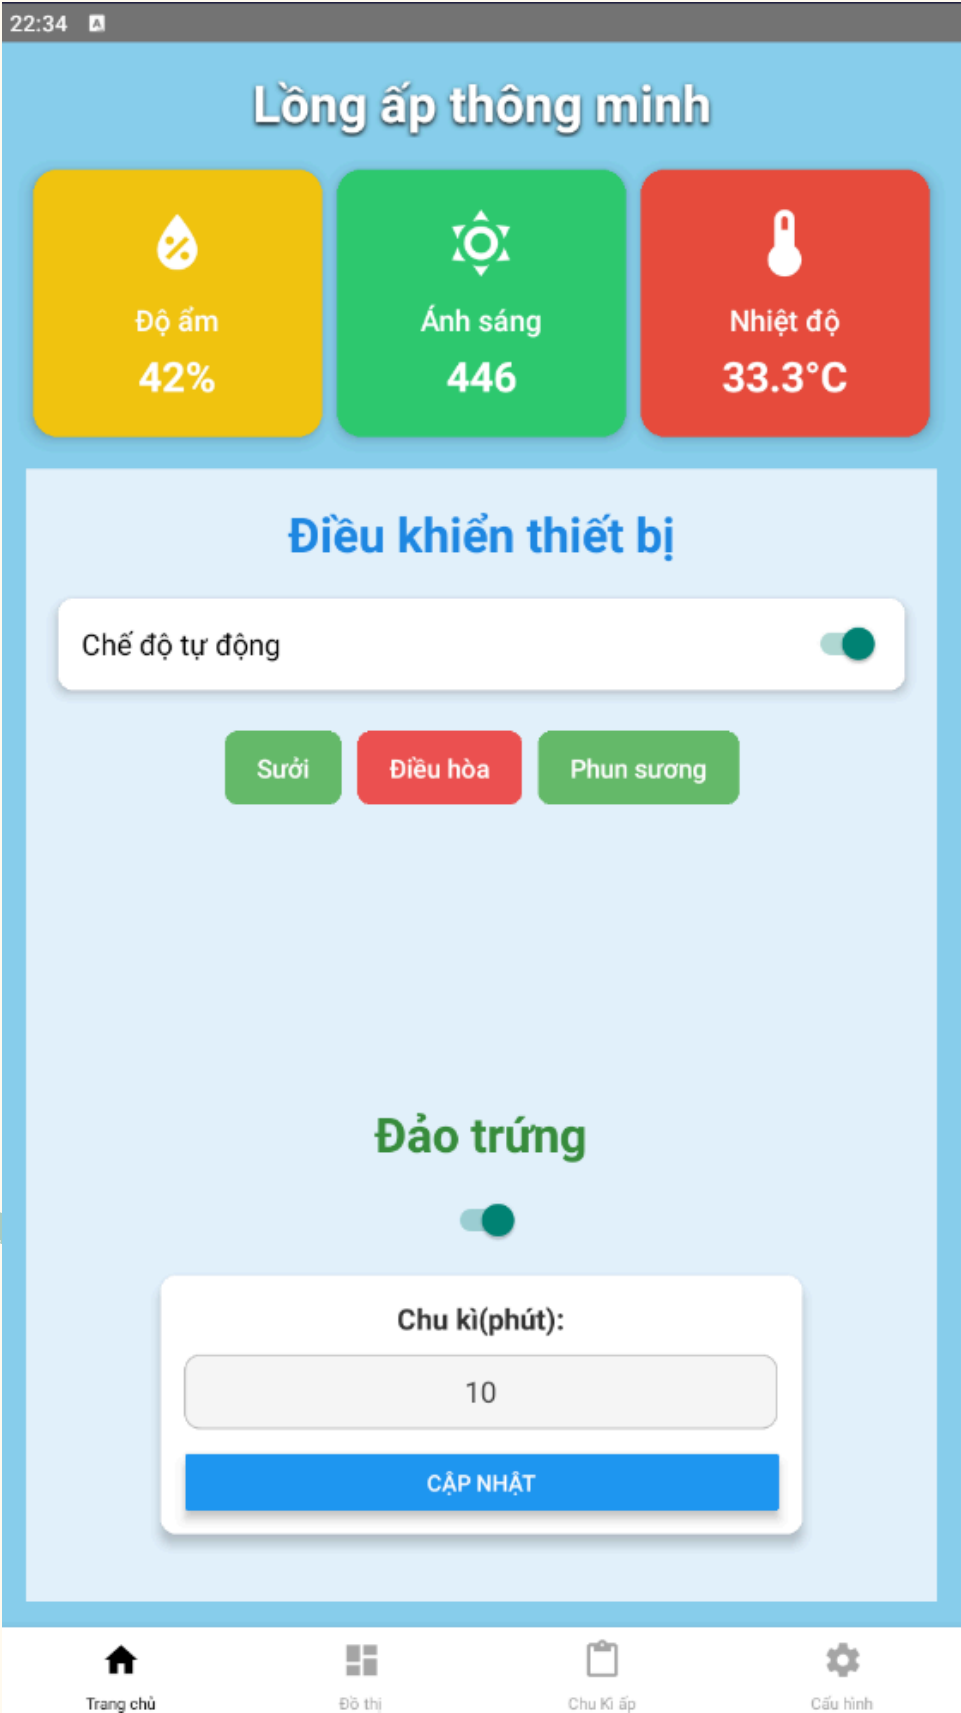 22:34
Lồng ấp thông minh
Độ ẩm
42%
Ánh sáng
446
Nhiệt độ
33.3°C
Điều khiển thiết bị
Chế độ tự động
Sưởi
Điều hòa
Phun sương
Đảo trứng
Chu kì(phút):
10
CẬP NHẬT
Trang chủ
Đồ thị
Chu Kì ấp
Cấu hình